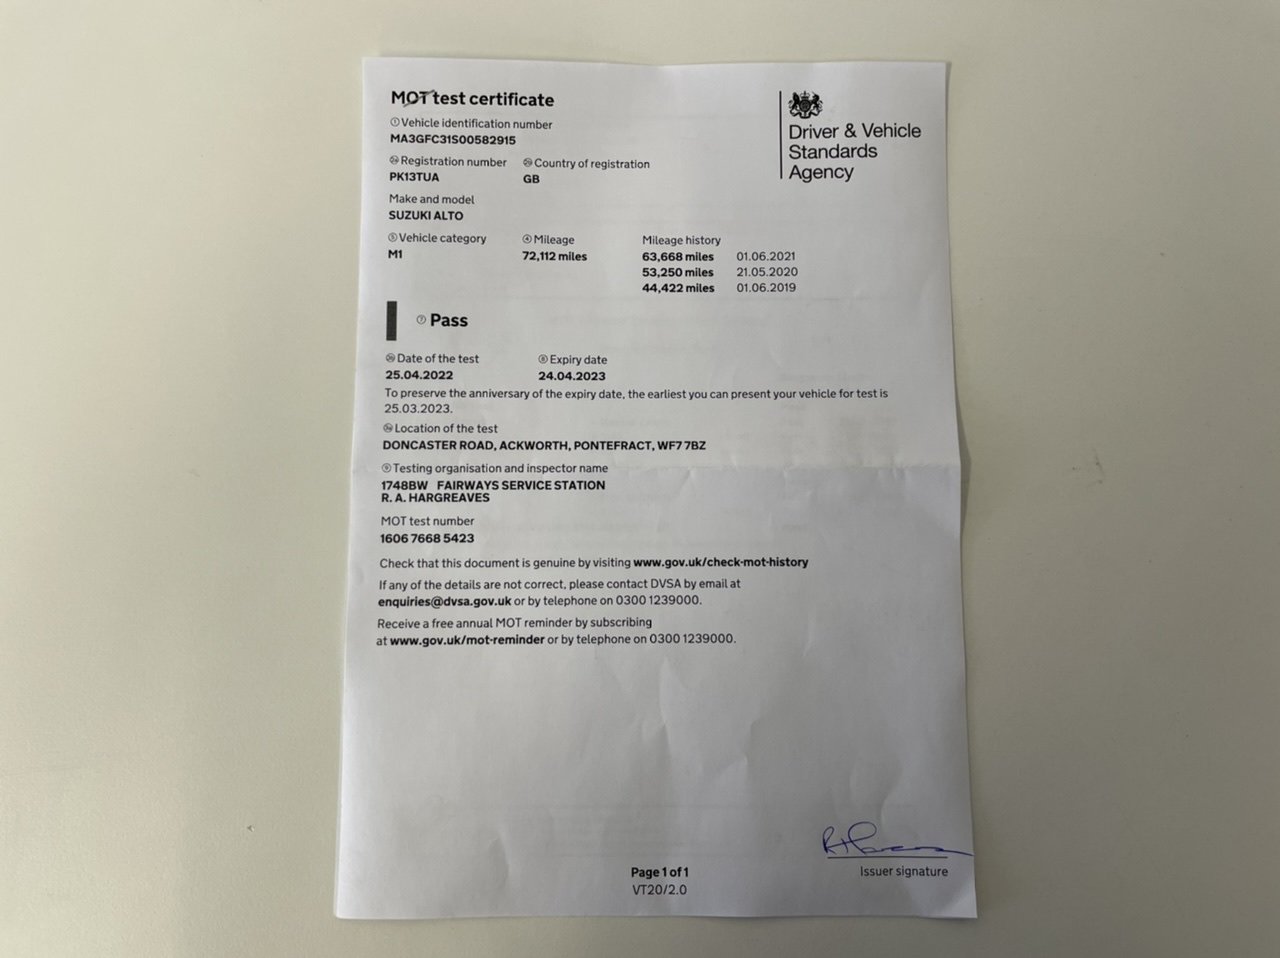 MOT test certificate
① Vehicle identification number
MA3GFC31S00582915
Registration number
PK13TUA
Country of registration
GB
Make and model
SUZUKI ALTO
Vehicle category
M1
④ Mileage
72,112 miles
Mileage history
63,668 miles 01.06.2021
53,250 miles 21.05.2020
44,422 miles 01.06.2019
⑦ Pass
Date of the test
25.04.2022
⑧ Expiry date
24.04.2023
To preserve the anniversary of the expiry date, the earliest you can present your vehicle for test is
25.03.2023.
Location of the test
DONCASTER ROAD, ACKWORTH, PONTEFRACT, WF7 7BZ
⑨ Testing organisation and inspector name
1748BW FAIRWAYS SERVICE STATION
R. A. HARGREAVES
MOT test number
1606 7668 5423
Check that this document is genuine by visiting www.gov.uk/check-mot-history
If any of the details are not correct, please contact DVSA by email at
enquiries@dvsa.gov.uk or by telephone on 0300 1239000.
Receive a free annual MOT reminder by subscribing
at www.gov.uk/mot-reminder or by telephone on 0300 1239000.
Driver & Vehicle
Standards
Agency
Issuer signature
Page 1 of 1
VT20/2.0